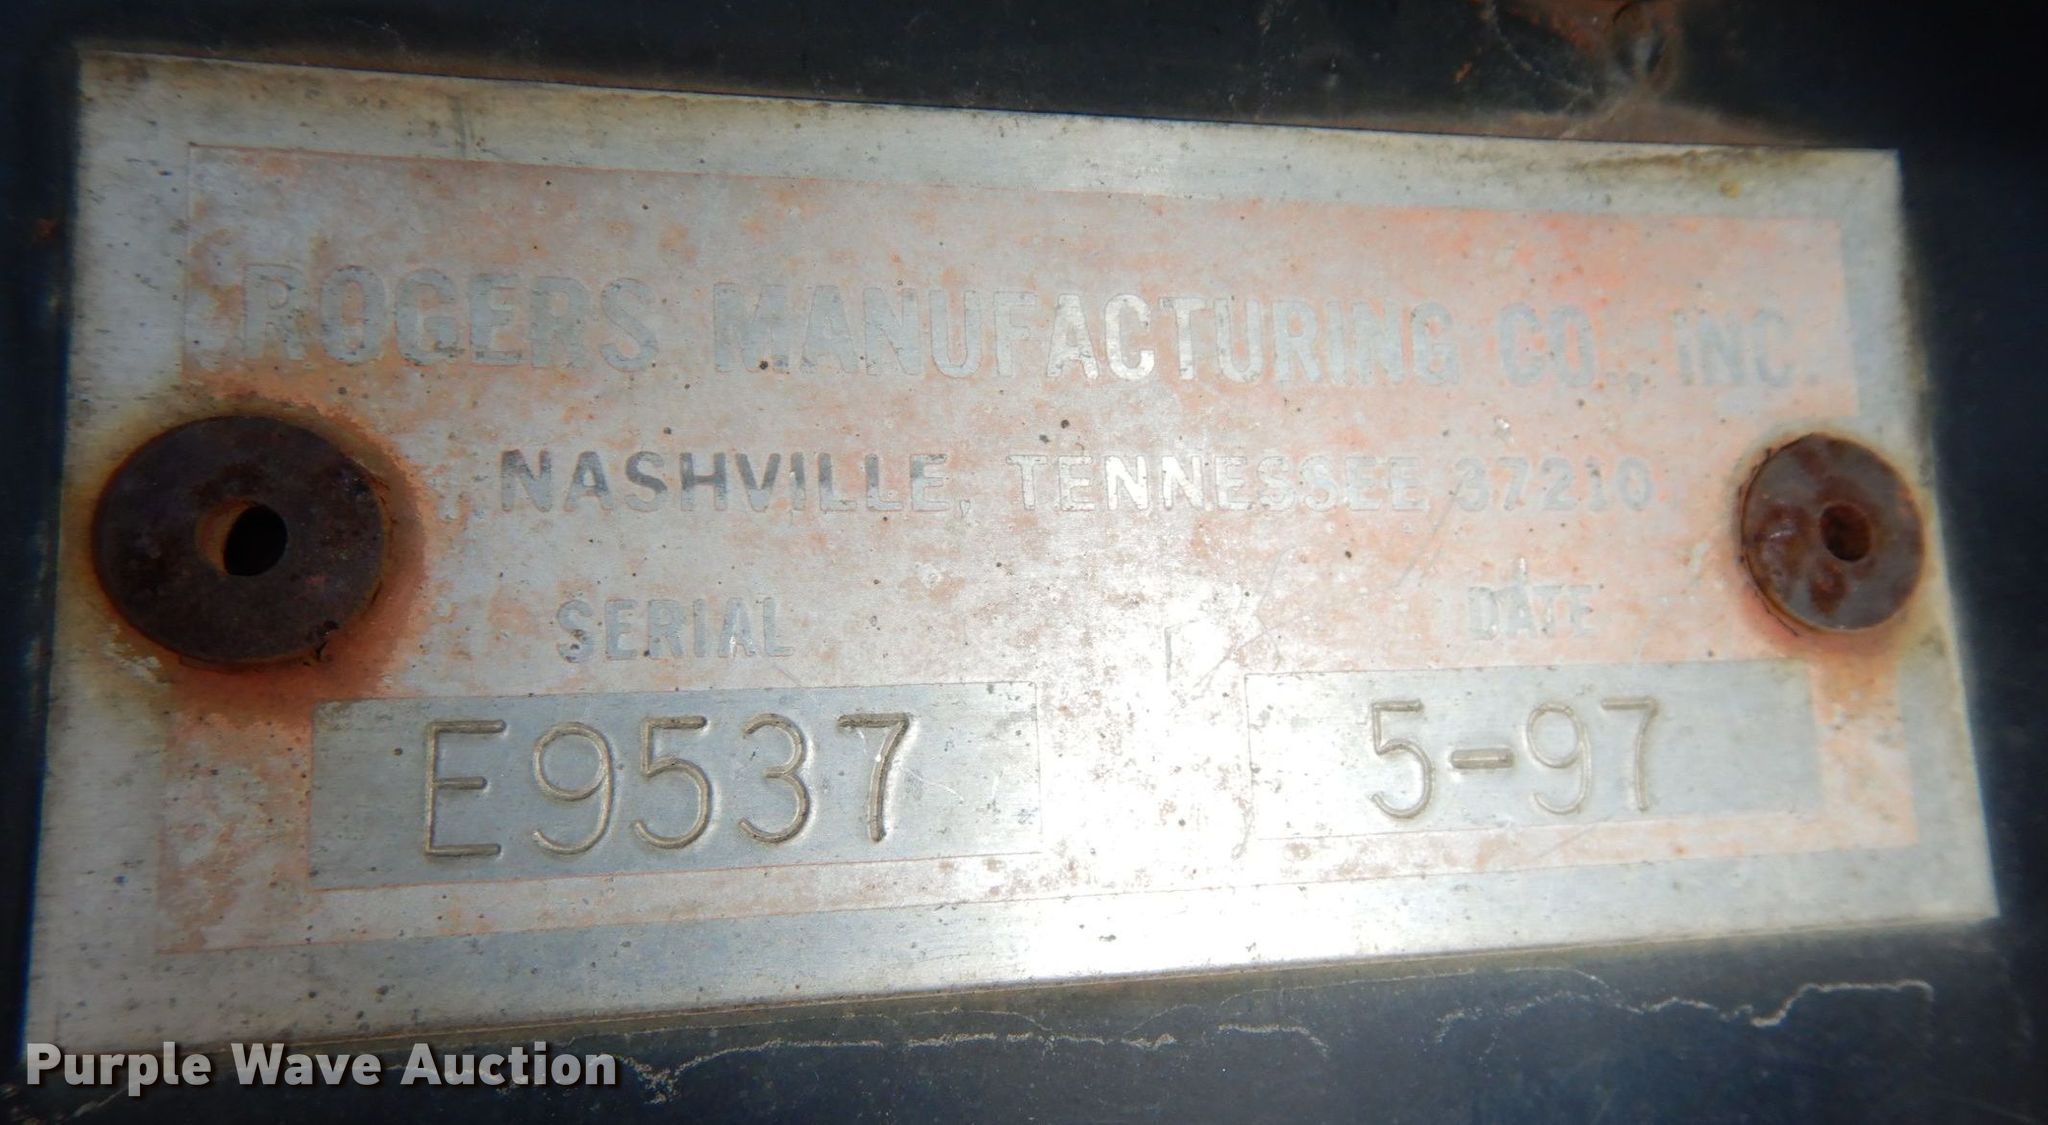 ROGERS MANUFACTURING CO., INC.
NASHVILLE, TENNESSEE 37210
SERIAL DATE
E9537 5-97
Purple Wave Auction